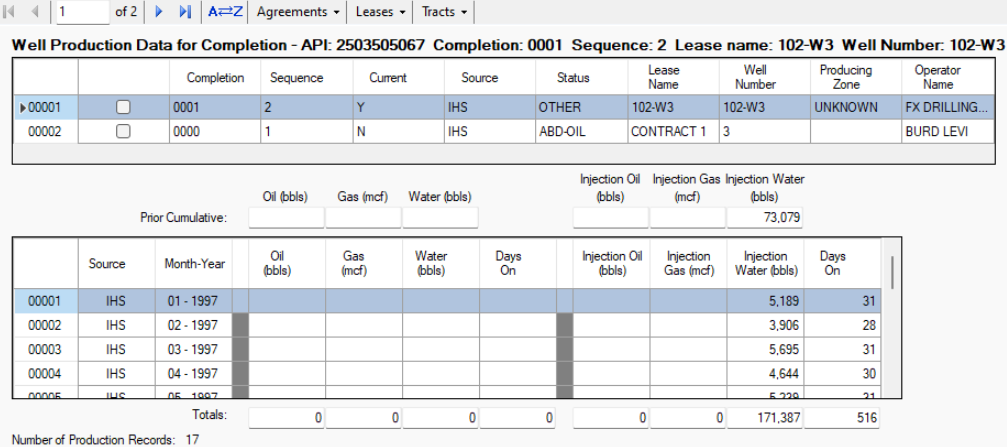 1 of 2 A⇄Z Agreements Leases Tracts
Well Production Data for Completion - API: 2503505067 Completion: 0001 Sequence: 2 Lease name: 102-W3 Well Number: 102-W3
Completion Sequence Current Source Status Lease Name Well Number Producing Zone Operator Name
00001 0001 2 Y IHS OTHER 102-W3 102-W3 UNKNOWN FX DRILLING...
00002 0000 1 N IHS ABD-OIL CONTRACT 1 3 BURD LEVI
Oil (bbls) Gas (mcf) Water (bbls) Injection Oil (bbls) Injection Gas (mcf) Injection Water (bbls)
Prior Cumulative: 73,079
Source Month-Year Oil (bbls) Gas (mcf) Water (bbls) Days On Injection Oil (bbls) Injection Gas (mcf) Injection Water (bbls) Days On
00001 IHS 01 - 1997 5,189 31
00002 IHS 02 - 1997 3,906 28
00003 IHS 03 - 1997 5,695 31
00004 IHS 04 - 1997 4,644 30
00005 IHS 05 - 1997 5,239 31
Totals: 0 0 0 0 0 0 171,387 516
Number of Production Records: 17